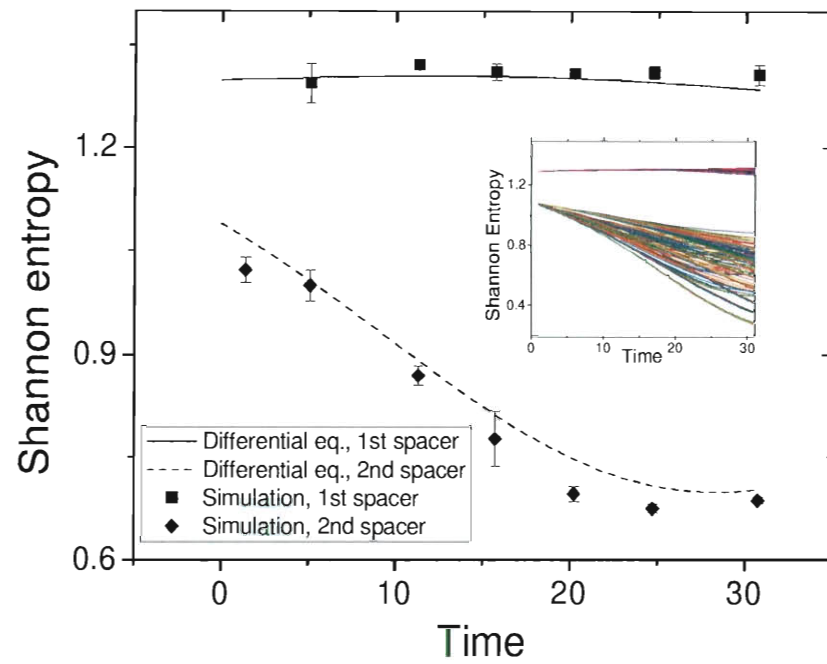 Shannon entropy
1.2
0.9
0.6
0
10
20
30
Time
Differential eq., 1st spacer
Differential eq., 2nd spacer
Simulation, 1st spacer
Simulation, 2nd spacer
Shannon Entropy
1.2
0.8
0.4
0
10
20
30
Time